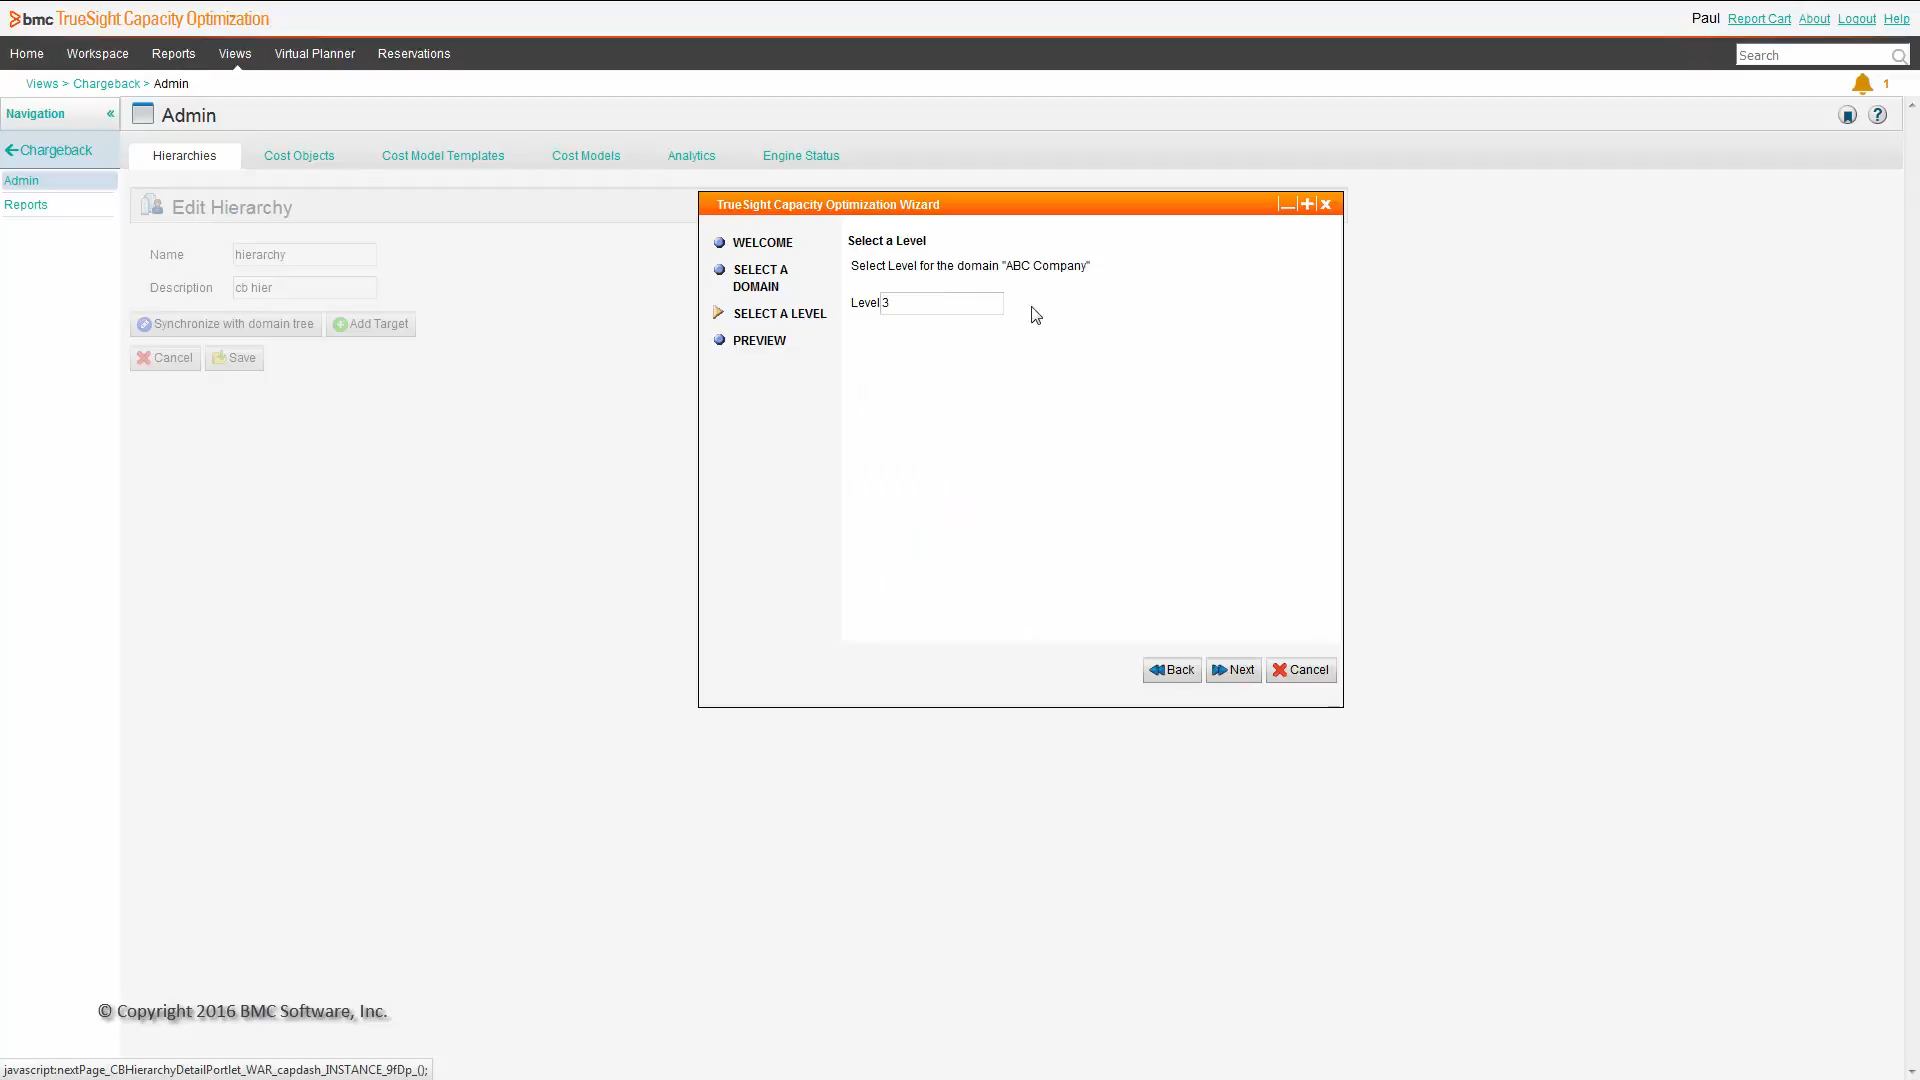 bmc TrueSight Capacity Optimization
Paul Report Cart About Logout Help
Home Workspace Reports Views Virtual Planner Reservations
Search
Views > Chargeback > Admin
1
Navigation «
Admin
?
Chargeback
Hierarchies Cost Objects Cost Model Templates Cost Models Analytics Engine Status
Admin
Reports
Edit Hierarchy
Name hierarchy
Description cb hier
Synchronize with domain tree Add Target
Cancel Save
TrueSight Capacity Optimization Wizard
WELCOME
SELECT A
DOMAIN
SELECT A LEVEL
PREVIEW
Select a Level
Select Level for the domain "ABC Company"
Level 3
Back Next Cancel
© Copyright 2016 BMC Software, Inc.
javascript:nextPage_CBHierarchyDetailPortlet_WAR_capdash_INSTANCE_9fDp_();